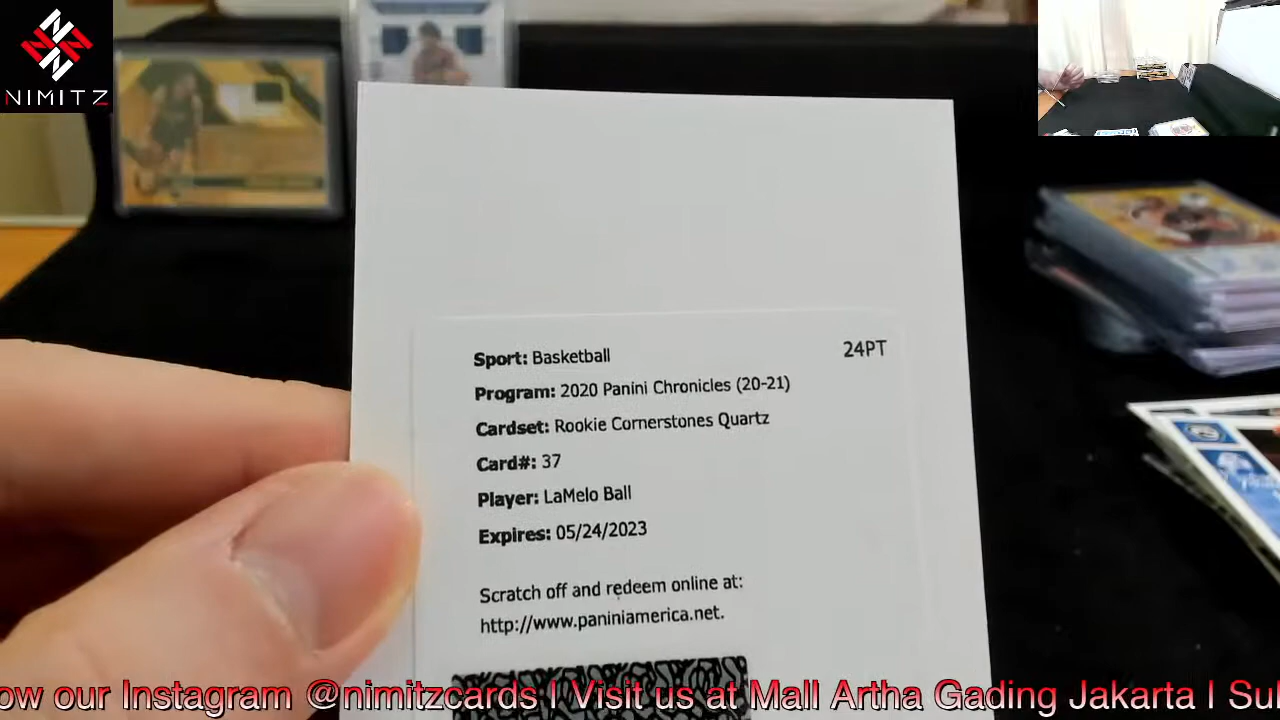 NIMITZ
Sport: Basketball
24PT
Program: 2020 Panini Chronicles (20-21)
Cardset: Rookie Cornerstones Quartz
Card#: 37
Player: LaMelo Ball
Expires: 05/24/2023
Scratch off and redeem online at:
http://www.paniniamerica.net.
ow our Instagram @nimitzcards I Visit us at Mall Artha Gading Jakarta I Su